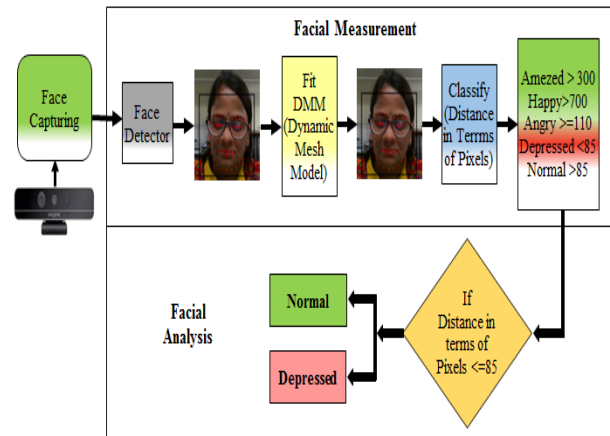 Facial Measurement
Face
Capturing
Face
Detector
Fit
DMM
(Dynamic
Mesh
Model)
Classify
(Distance
in Terrms
of Pixels)
Amezed > 300
Happy>700
Angry >=110
Depressed <85
Normal >85
Facial
Analysis
Normal
Depressed
If
Distance in
terms of
Pixels <=85